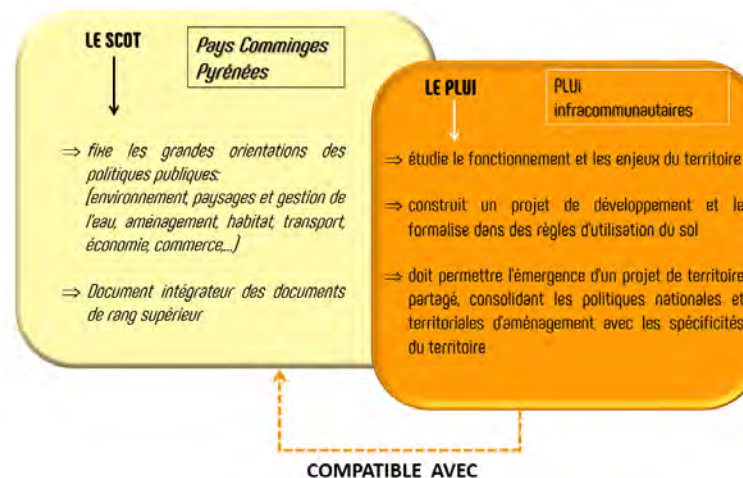 LE SCOT
Pays Comminges
Pyrénées
⇒ fixe les grandes orientations des
politiques publiques:
(environnement, paysages et gestion de
l'eau, aménagement, habitat, transport,
économie, commerce,...)
⇒ Document intégrateur des documents
de rang supérieur
LE PLUI
PLUi
infracommunautaires
⇒ étudie le fonctionnement et les enjeux du territoire
⇒ construit un projet de développement et le
formalise dans des règles d'utilisation du sol
⇒ doit permettre l'émergence d'un projet de territoire
partagé, consolidant les politiques nationales et
territoriales d'aménagement avec les spécificités
du territoire
COMPATIBLE AVEC